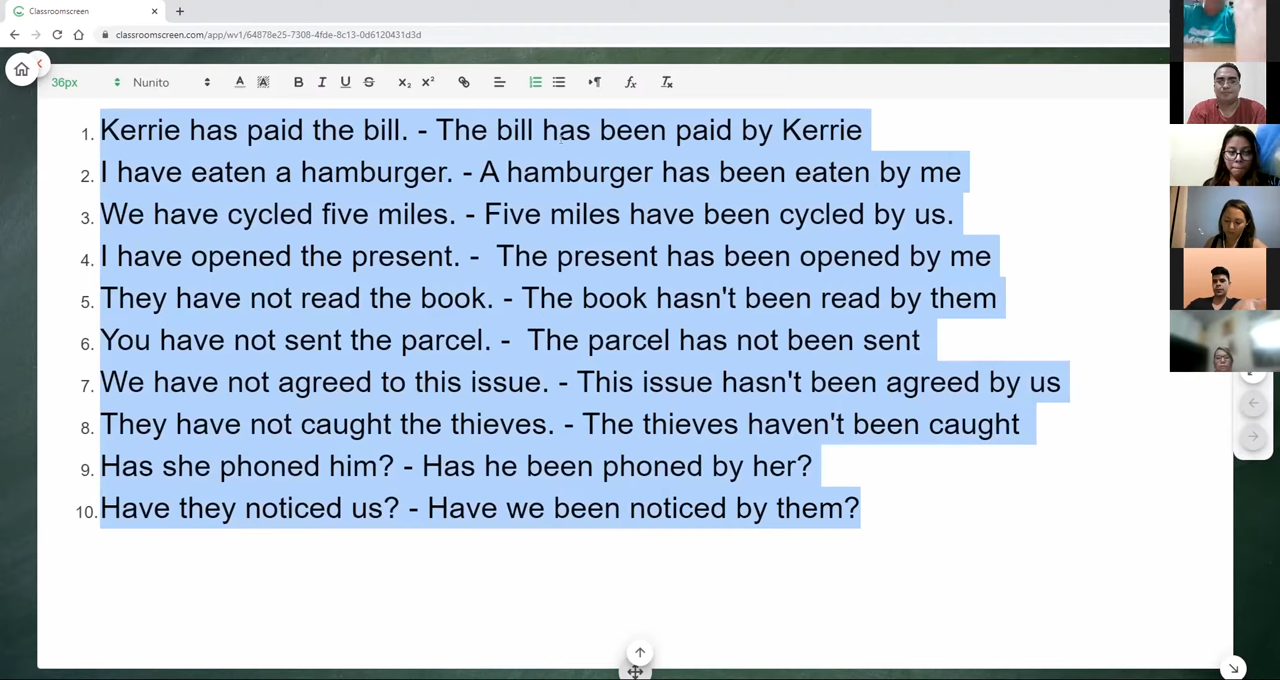 Classroomscreen
classroomscreen.com/app/wv1/64878e25-7308-4fde-8c13-0d6120431d3d
36px Nunito
1. Kerrie has paid the bill. - The bill has been paid by Kerrie
2. I have eaten a hamburger. - A hamburger has been eaten by me
3. We have cycled five miles. - Five miles have been cycled by us.
4. I have opened the present. - The present has been opened by me
5. They have not read the book. - The book hasn't been read by them
6. You have not sent the parcel. - The parcel has not been sent
7. We have not agreed to this issue. - This issue hasn't been agreed by us
8. They have not caught the thieves. - The thieves haven't been caught
9. Has she phoned him? - Has he been phoned by her?
10. Have they noticed us? - Have we been noticed by them?